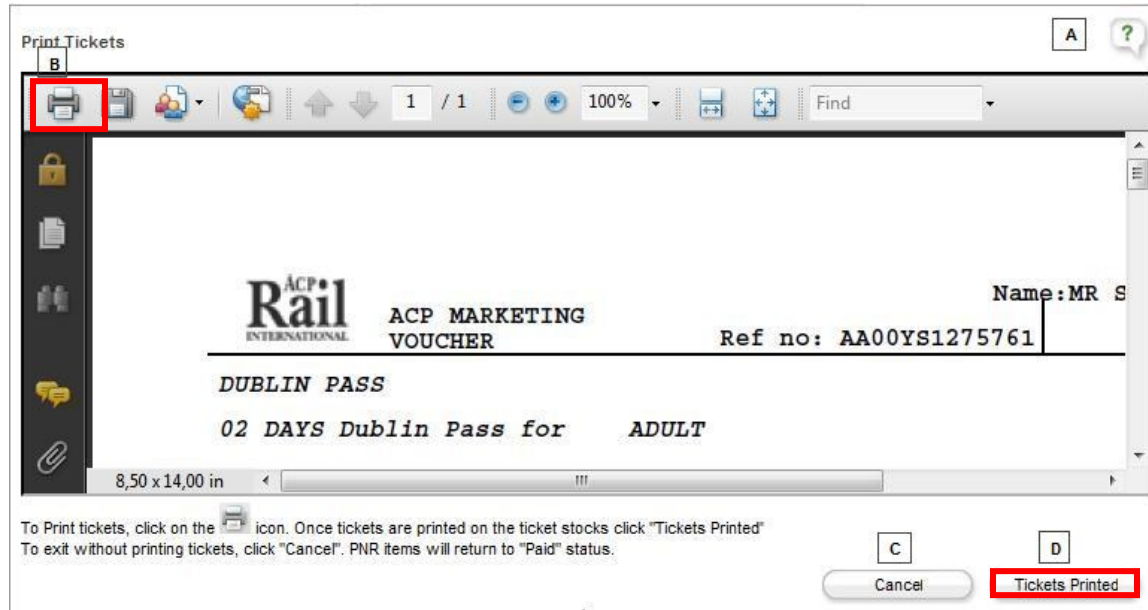 A
?
Print Tickets
B
1 / 1 100% Find
ACP
Rail
INTERNATIONAL
ACP MARKETING
VOUCHER
Name:MR S
Ref no: AA00YS1275761
DUBLIN PASS
02 DAYS Dublin Pass for ADULT
8,50 x 14,00 in
To Print tickets, click on the icon. Once tickets are printed on the ticket stocks click "Tickets Printed"
To exit without printing tickets, click "Cancel". PNR items will return to "Paid" status.
C D
Cancel Tickets Printed